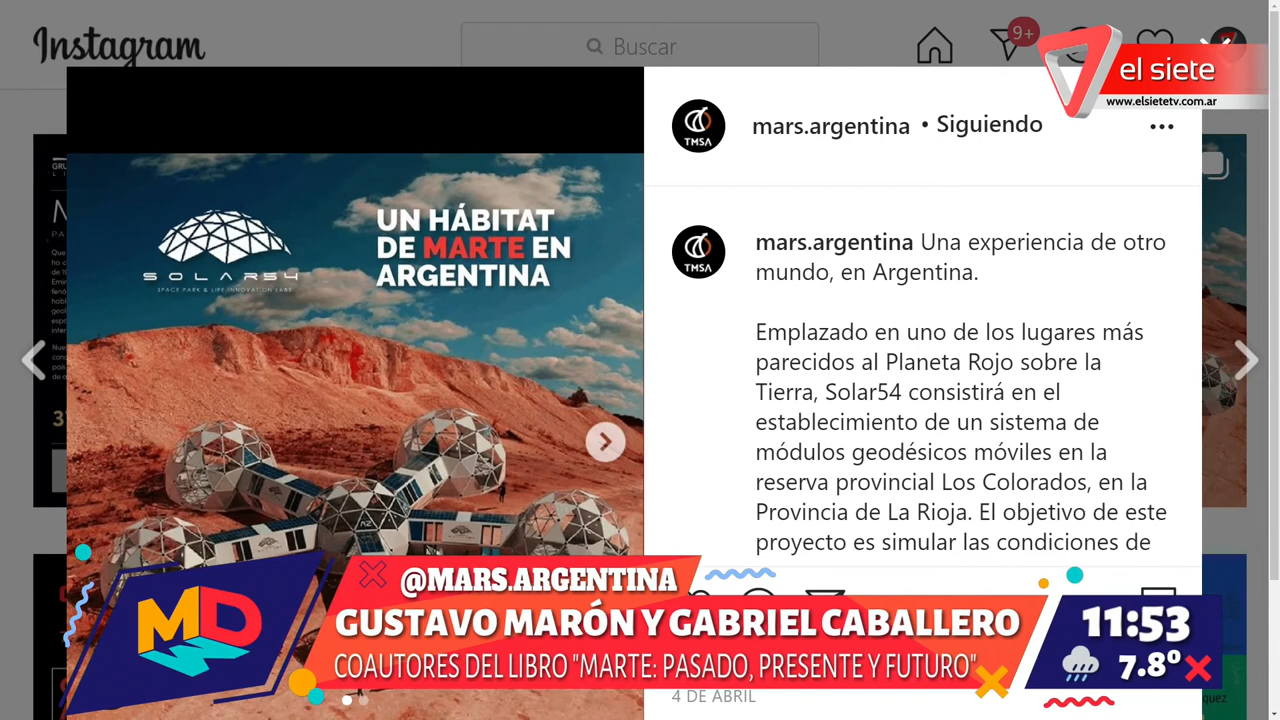 Instagram
Buscar
9+
el siete
www.elsietetv.com.ar
mars.argentina • Siguiendo
TMSA
UN HÁBITAT
DE MARTE EN
ARGENTINA
SOLAR54
SPACE PARK & LIFE INNOVATION LABS
TMSA
mars.argentina Una experiencia de otro
mundo, en Argentina.
Emplazado en uno de los lugares más
parecidos al Planeta Rojo sobre la
Tierra, Solar54 consistirá en el
establecimiento de un sistema de
módulos geodésicos móviles en la
reserva provincial Los Colorados, en la
Provincia de La Rioja. El objetivo de este
proyecto es simular las condiciones de
@MARS.ARGENTINA
GUSTAVO MARÓN Y GABRIEL CABALLERO
COAUTORES DEL LIBRO "MARTE: PASADO, PRESENTE Y FUTURO"
MD
11:53
7.8º
4 DE ABRIL